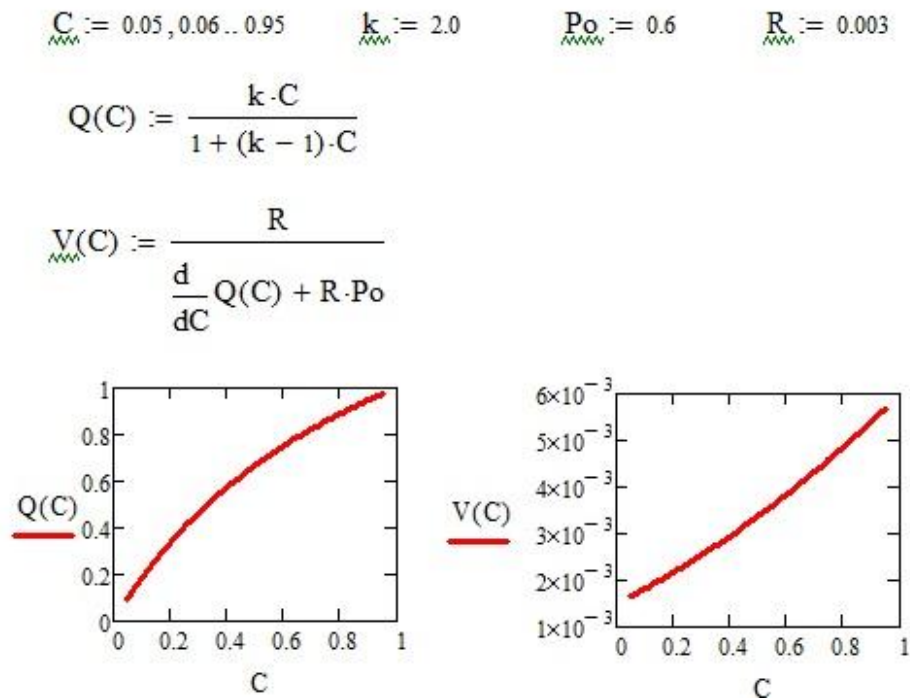 C := 0.05 , 0.06 .. 0.95 k := 2.0 Po := 0.6 R := 0.003
Q(C) := k·C / 1 + (k − 1)·C
V(C) := R / d/dC Q(C) + R·Po
1
0.8
0.6
0.4
0.2
0
Q(C)
0 0.2 0.4 0.6 0.8 1
C
6×10⁻³
5×10⁻³
4×10⁻³
3×10⁻³
2×10⁻³
1×10⁻³
V(C)
0 0.2 0.4 0.6 0.8 1
C